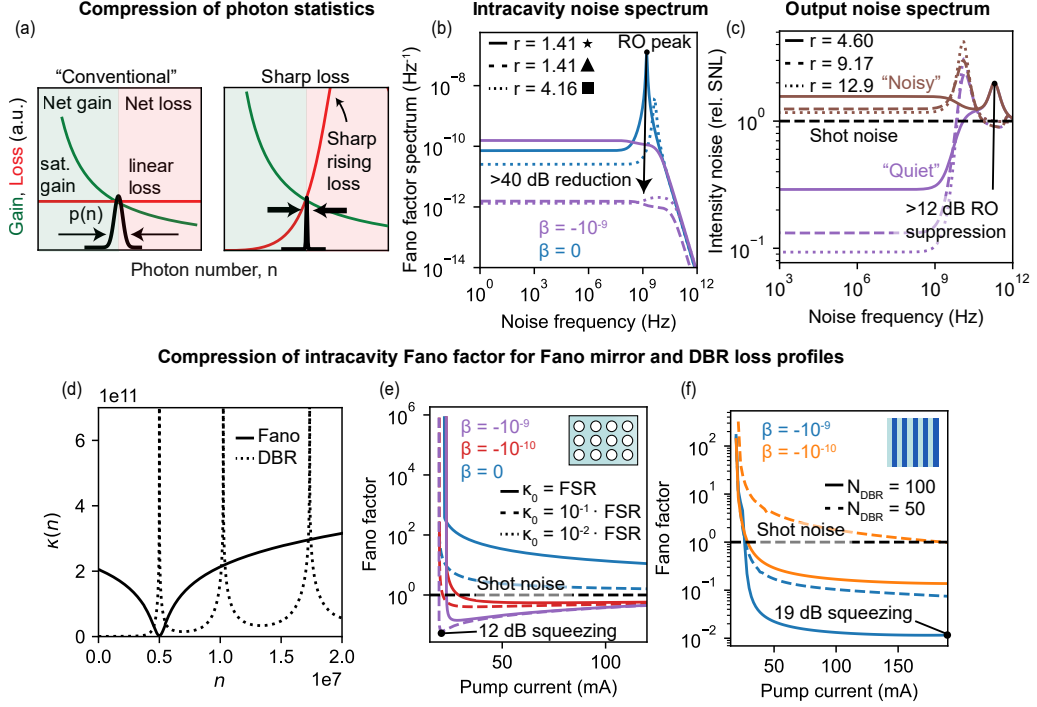 Compression of photon statistics
(a)
“Conventional”
Sharp loss
Net gain
Net loss
sat.
gain
linear
loss
p(n)
Sharp
rising
loss
Gain, Loss (a.u.)
Photon number, n
Intracavity noise spectrum
(b)
r = 1.41 ★
r = 1.41 ▲
r = 4.16 ■
RO peak
>40 dB reduction
β = -10⁻⁹
β = 0
Fano factor spectrum (Hz⁻¹)
10⁻⁸
10⁻¹⁰
10⁻¹²
10⁻¹⁴
10⁰
10³
10⁶
10⁹
10¹²
Noise frequency (Hz)
Output noise spectrum
(c)
r = 4.60
r = 9.17
r = 12.9
“Noisy”
Shot noise
“Quiet”
>12 dB RO
suppression
Intensity noise (rel. SNL)
10⁰
10⁻¹
10³
10⁶
10⁹
10¹²
Noise frequency (Hz)
Compression of intracavity Fano factor for Fano mirror and DBR loss profiles
(d)
1e11
Fano
DBR
κ(n)
6
4
2
0
0.0
0.5
1.0
1.5
2.0
n
1e7
(e)
β = -10⁻⁹
β = -10⁻¹⁰
β = 0
κ₀ = FSR
κ₀ = 10⁻¹ · FSR
κ₀ = 10⁻² · FSR
Shot noise
12 dB squeezing
Fano factor
10⁶
10⁴
10²
10⁰
50
100
Pump current (mA)
(f)
β = -10⁻⁹
β = -10⁻¹⁰
N_DBR = 100
N_DBR = 50
Shot noise
19 dB squeezing
Fano factor
10²
10¹
10⁰
10⁻¹
10⁻²
50
100
150
Pump current (mA)